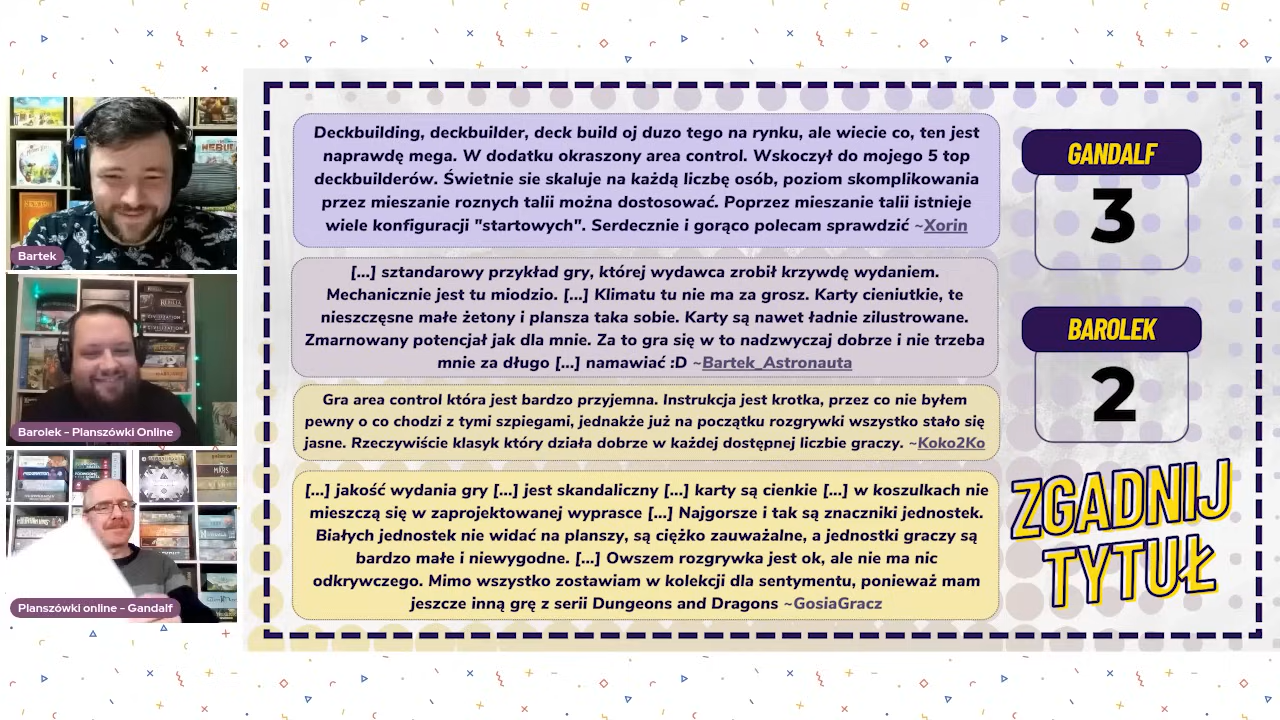 Deckbuilding, deckbuilder, deck build oj duzo tego na rynku, ale wiecie co, ten jest
naprawdę mega. W dodatku okraszony area control. Wskoczył do mojego 5 top
deckbuilderów. Świetnie sie skaluje na każdą liczbę osób, poziom skomplikowania
przez mieszanie roznych talii można dostosować. Poprzez mieszanie talii istnieje
wiele konfiguracji "startowych". Serdecznie i gorąco polecam sprawdzić ~Xorin
[...] sztandarowy przykład gry, której wydawca zrobił krzywdę wydaniem.
Mechanicznie jest tu miodzio. [...] Klimatu tu nie ma za grosz. Karty cieniutkie, te
nieszczęsne małe żetony i plansza taka sobie. Karty są nawet ładnie zilustrowane.
Zmarnowany potencjał jak dla mnie. Za to gra się w to nadzwyczaj dobrze i nie trzeba
mnie za długo [...] namawiać :D ~Bartek_Astronauta
Gra area control która jest bardzo przyjemna. Instrukcja jest krotka, przez co nie byłem
pewny o co chodzi z tymi szpiegami, jednakże już na początku rozgrywki wszystko stało się
jasne. Rzeczywiście klasyk który działa dobrze w każdej dostępnej liczbie graczy. ~Koko2Ko
[...] jakość wydania gry [...] jest skandaliczny [...] karty są cienkie [...] w koszulkach nie
mieszczą się w zaprojektowanej wyprasce [...] Najgorsze i tak są znaczniki jednostek.
Białych jednostek nie widać na planszy, są ciężko zauważalne, a jednostki graczy są
bardzo małe i niewygodne. [...] Owszem rozgrywka jest ok, ale nie ma nic
odkrywczego. Mimo wszystko zostawiam w kolekcji dla sentymentu, ponieważ mam
jeszcze inną grę z serii Dungeons and Dragons ~GosiaGracz
GANDALF
3
BAROLEK
2
ZGADNIJ
TYTUŁ
Bartek
Barolek - Planszówki Online
Planszówki online - Gandalf